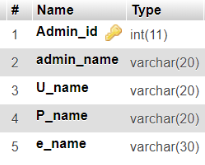 # Name Type
1 Admin_id int(11)
2 admin_name varchar(20)
3 U_name varchar(20)
4 P_name varchar(20)
5 e_name varchar(30)